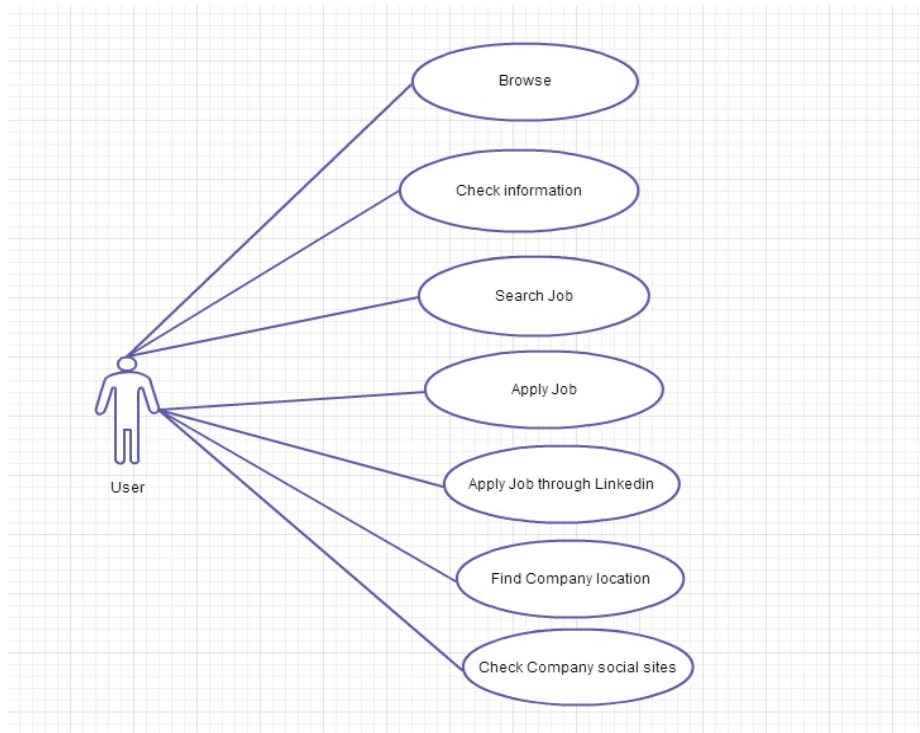 Browse
Check information
Search Job
Apply Job
User
Apply Job through Linkedin
Find Company location
Check Company social sites